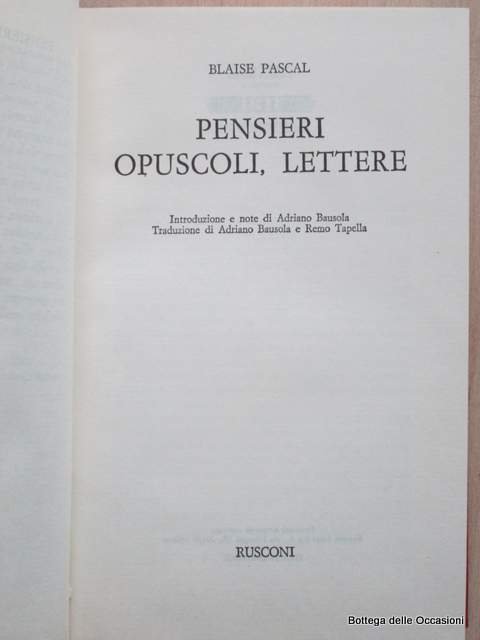 BLAISE PASCAL
PENSIERI
OPUSCOLI, LETTERE
Introduzione e note di Adriano Bausola
Traduzione di Adriano Bausola e Remo Tapella
RUSCONI
Bottega delle Occasioni